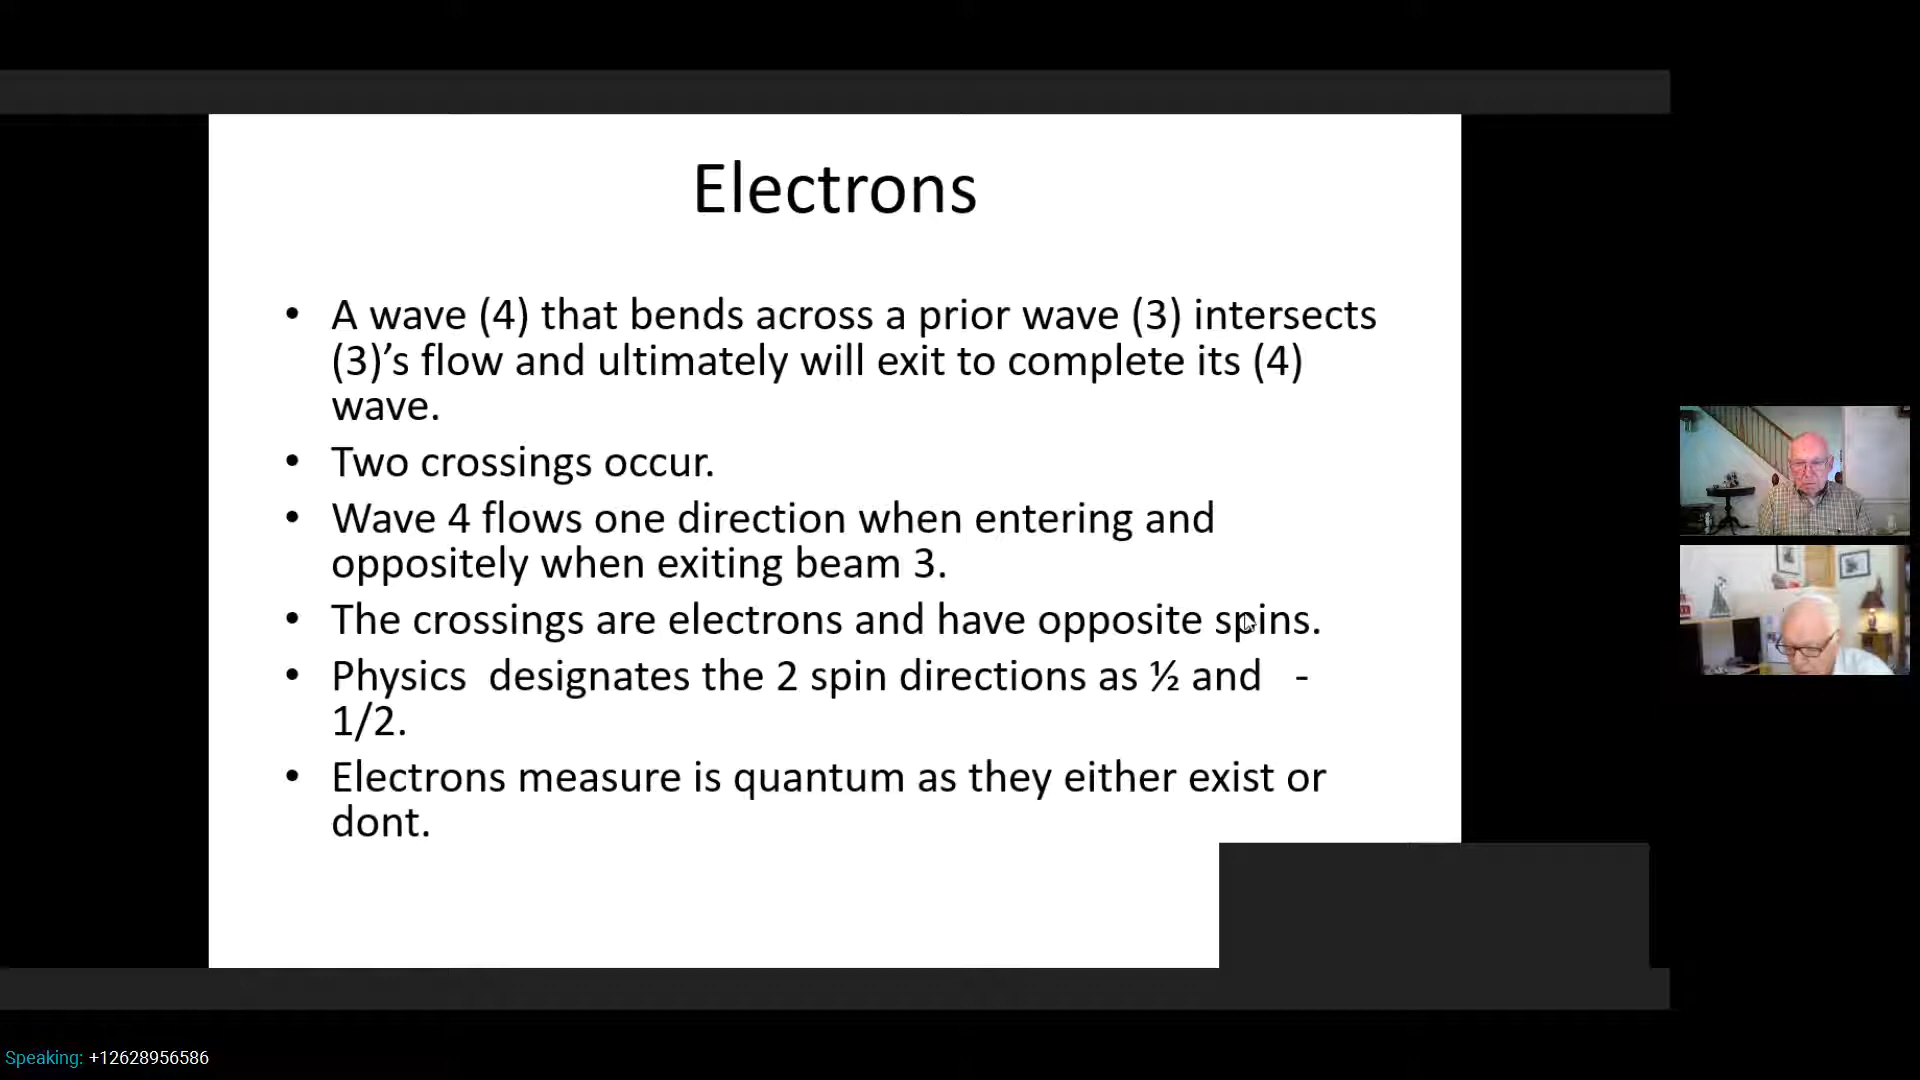 Electrons
• A wave (4) that bends across a prior wave (3) intersects
(3)’s flow and ultimately will exit to complete its (4)
wave.
• Two crossings occur.
• Wave 4 flows one direction when entering and
oppositely when exiting beam 3.
• The crossings are electrons and have opposite spins.
• Physics  designates the 2 spin directions as ½ and   -
1/2.
• Electrons measure is quantum as they either exist or
dont.
Speaking: +12628956586